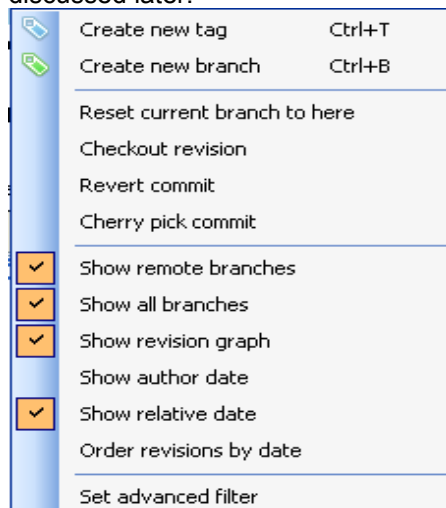 discussed later.
Create new tag Ctrl+T
Create new branch Ctrl+B
Reset current branch to here
Checkout revision
Revert commit
Cherry pick commit
Show remote branches
Show all branches
Show revision graph
Show author date
Show relative date
Order revisions by date
Set advanced filter